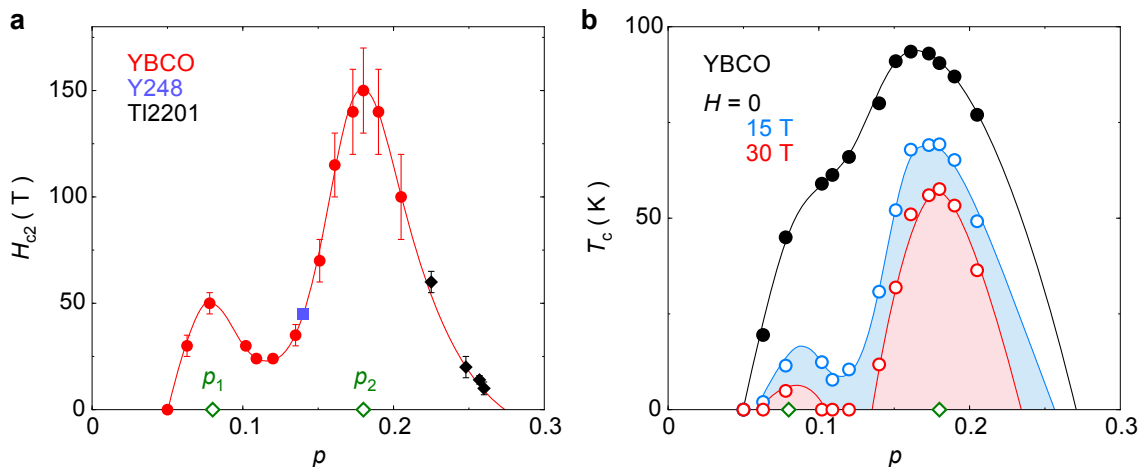 a
YBCO
Y248
Tl2201
H_c2 ( T )
150
100
50
0
p_1
p_2
0
0.1
0.2
0.3
p
b
YBCO
H = 0
15 T
30 T
T_c ( K )
100
50
0
0
0.1
0.2
0.3
p